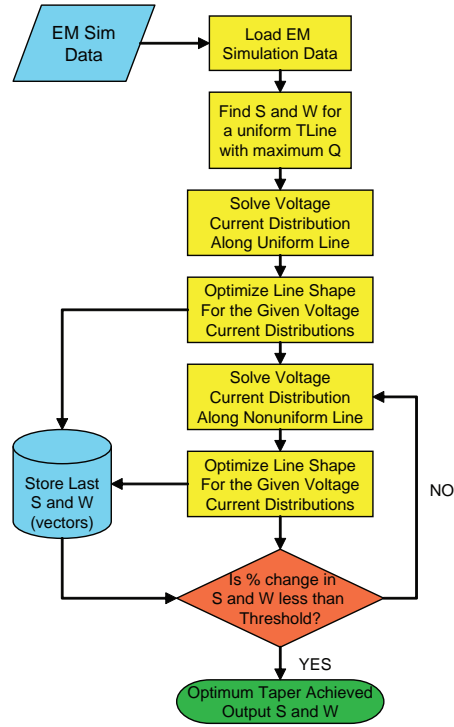 EM Sim
Data
Load EM
Simulation Data
Find S and W for
a uniform TLine
with maximum Q
Solve Voltage
Current Distribution
Along Uniform Line
Optimize Line Shape
For the Given Voltage
Current Distributions
Solve Voltage
Current Distribution
Along Nonuniform Line
Optimize Line Shape
For the Given Voltage
Current Distributions
Store Last
S and W
(vectors)
NO
Is % change in
S and W less than
Threshold?
YES
Optimum Taper Achieved
Output S and W